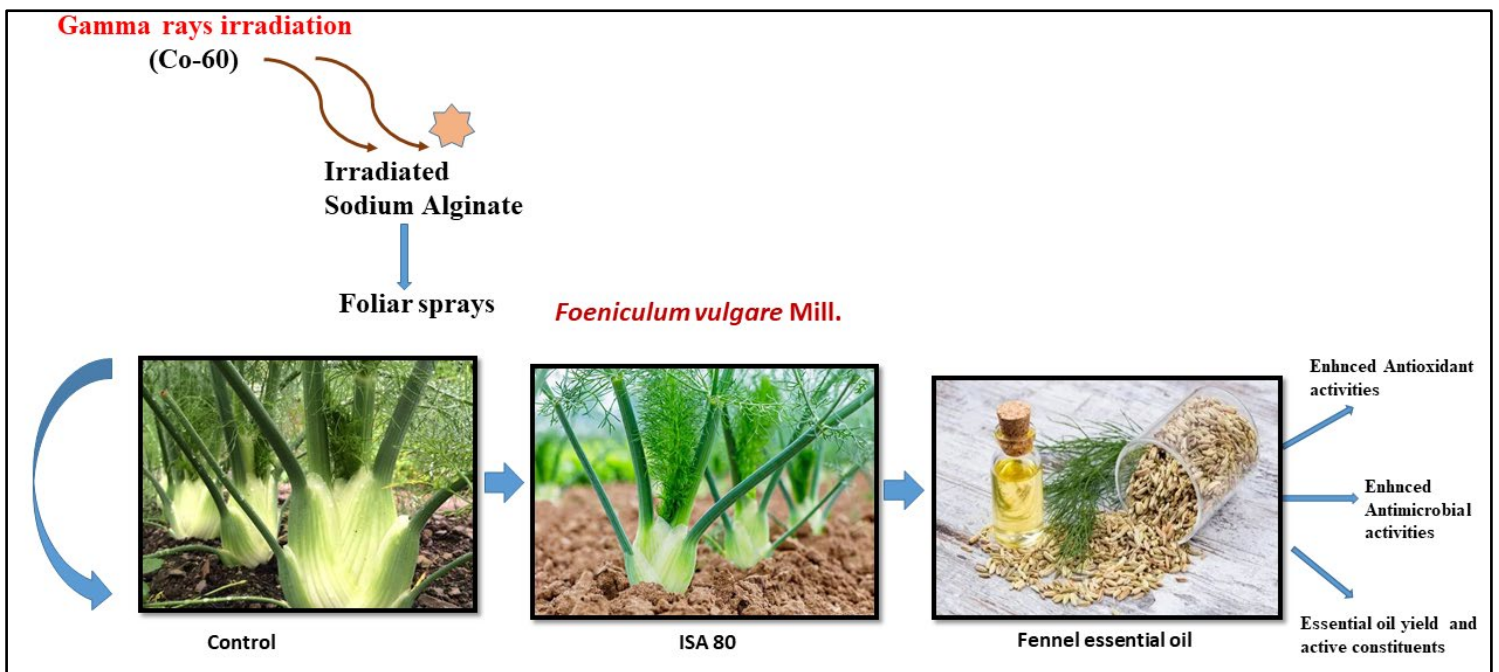 Gamma rays irradiation
(Co-60)
Irradiated
Sodium Alginate
Foliar sprays
Foeniculum vulgare Mill.
Control
ISA 80
Fennel essential oil
Enhnced Antioxidant
activities
Enhnced
Antimicrobial
activities
Essential oil yield and
active constituents